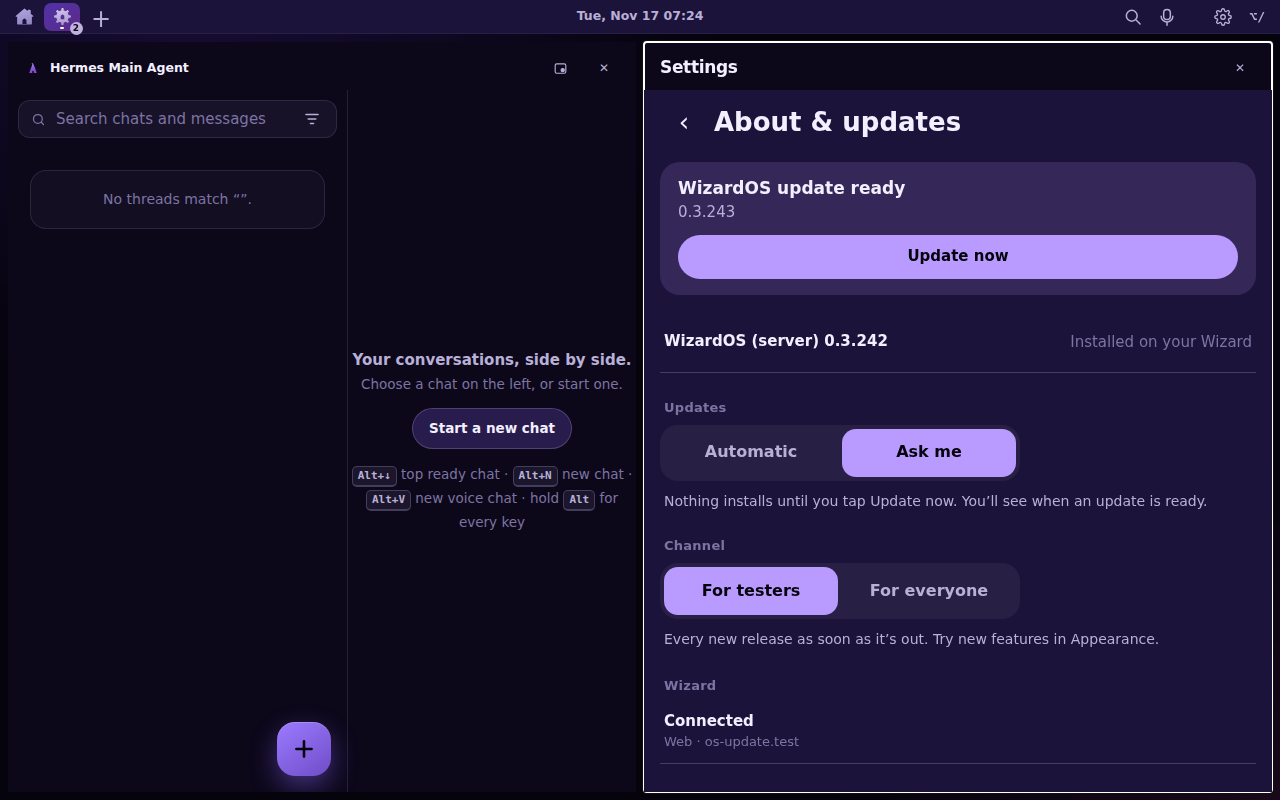 2
Tue, Nov 17 07:24
⌥/
Hermes Main Agent
Search chats and messages
No threads match “”.
Your conversations, side by side.
Choose a chat on the left, or start one.
Start a new chat
Alt+↓ top ready chat · Alt+N new chat ·
Alt+V new voice chat · hold Alt for
every key
Settings
About & updates
WizardOS update ready
0.3.243
Update now
WizardOS (server) 0.3.242
Installed on your Wizard
Updates
Automatic
Ask me
Nothing installs until you tap Update now. You’ll see when an update is ready.
Channel
For testers
For everyone
Every new release as soon as it’s out. Try new features in Appearance.
Wizard
Connected
Web · os-update.test